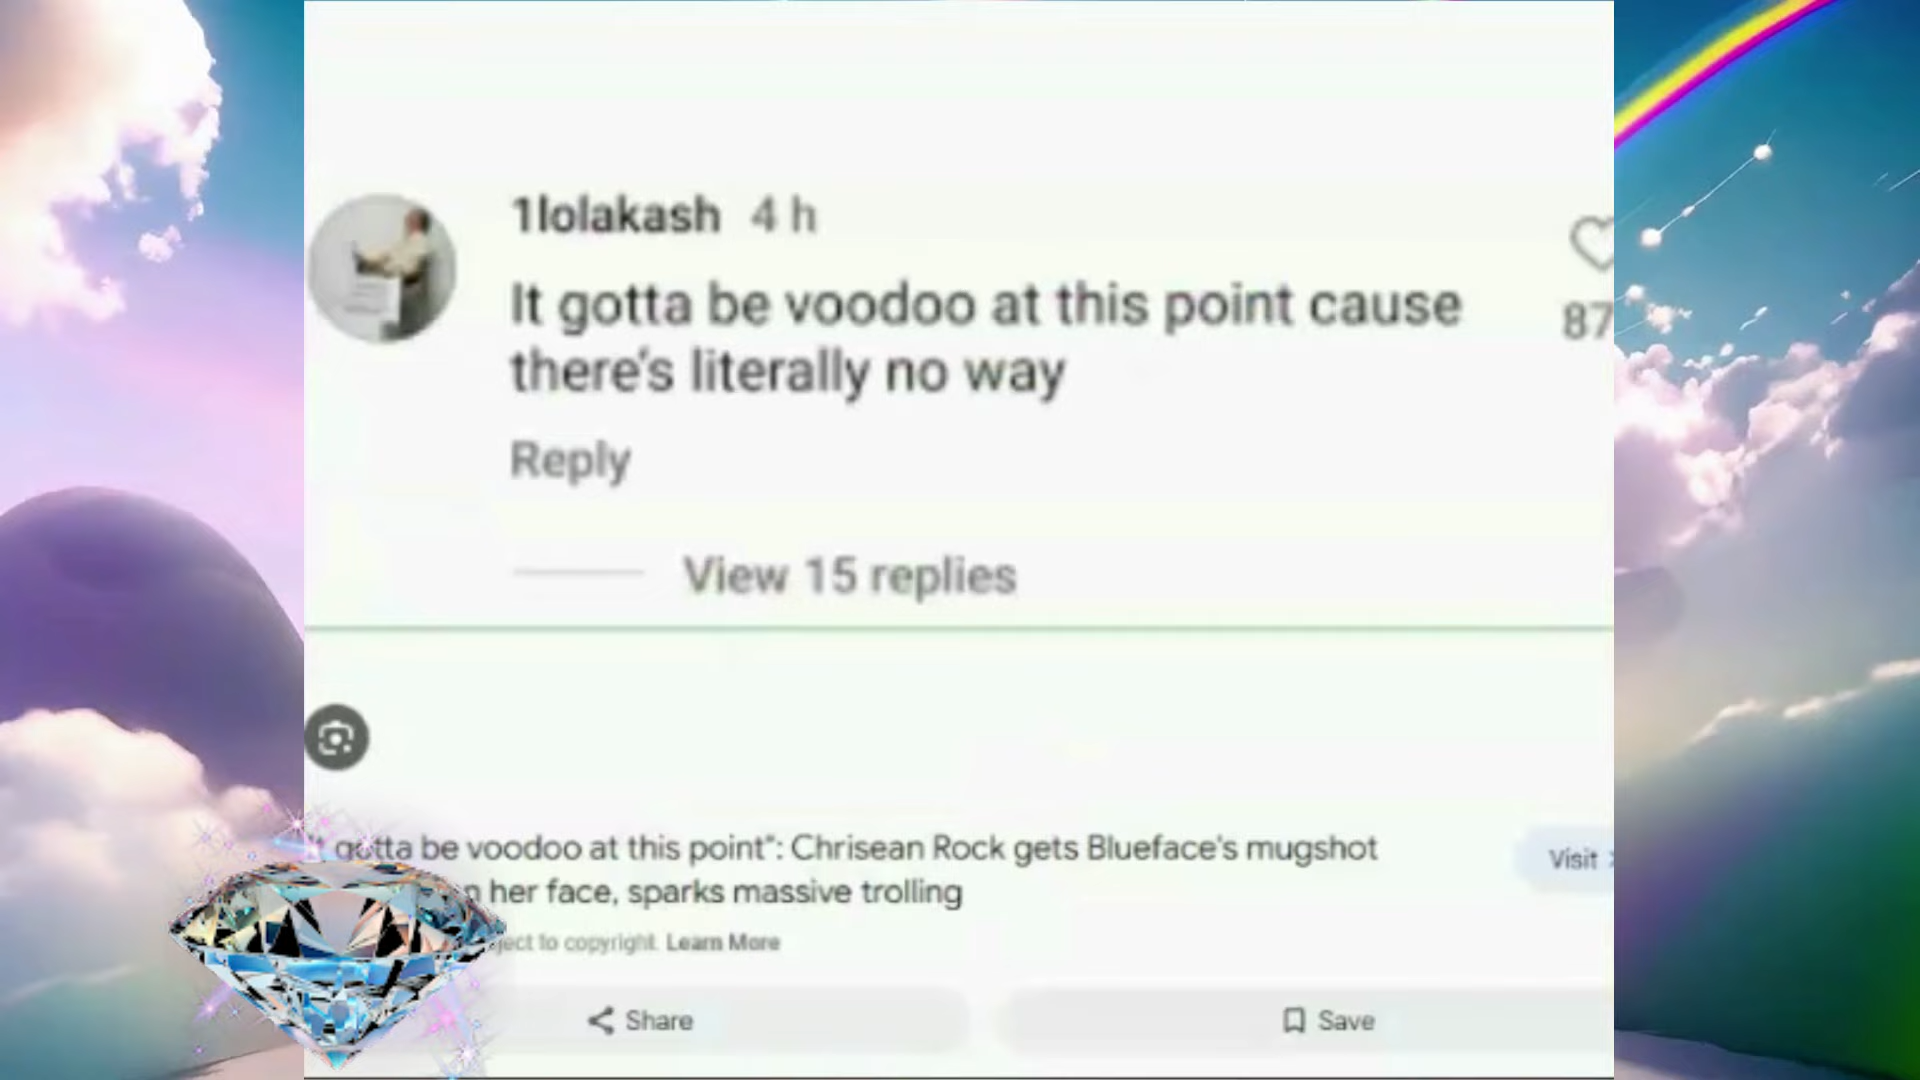 1lolakash 4 h
It gotta be voodoo at this point cause
there's literally no way
87
Reply
View 15 replies
gotta be voodoo at this point": Chrisean Rock gets Blueface's mugshot
her face, sparks massive trolling
to copyright. Learn More
Visit
Share
Save